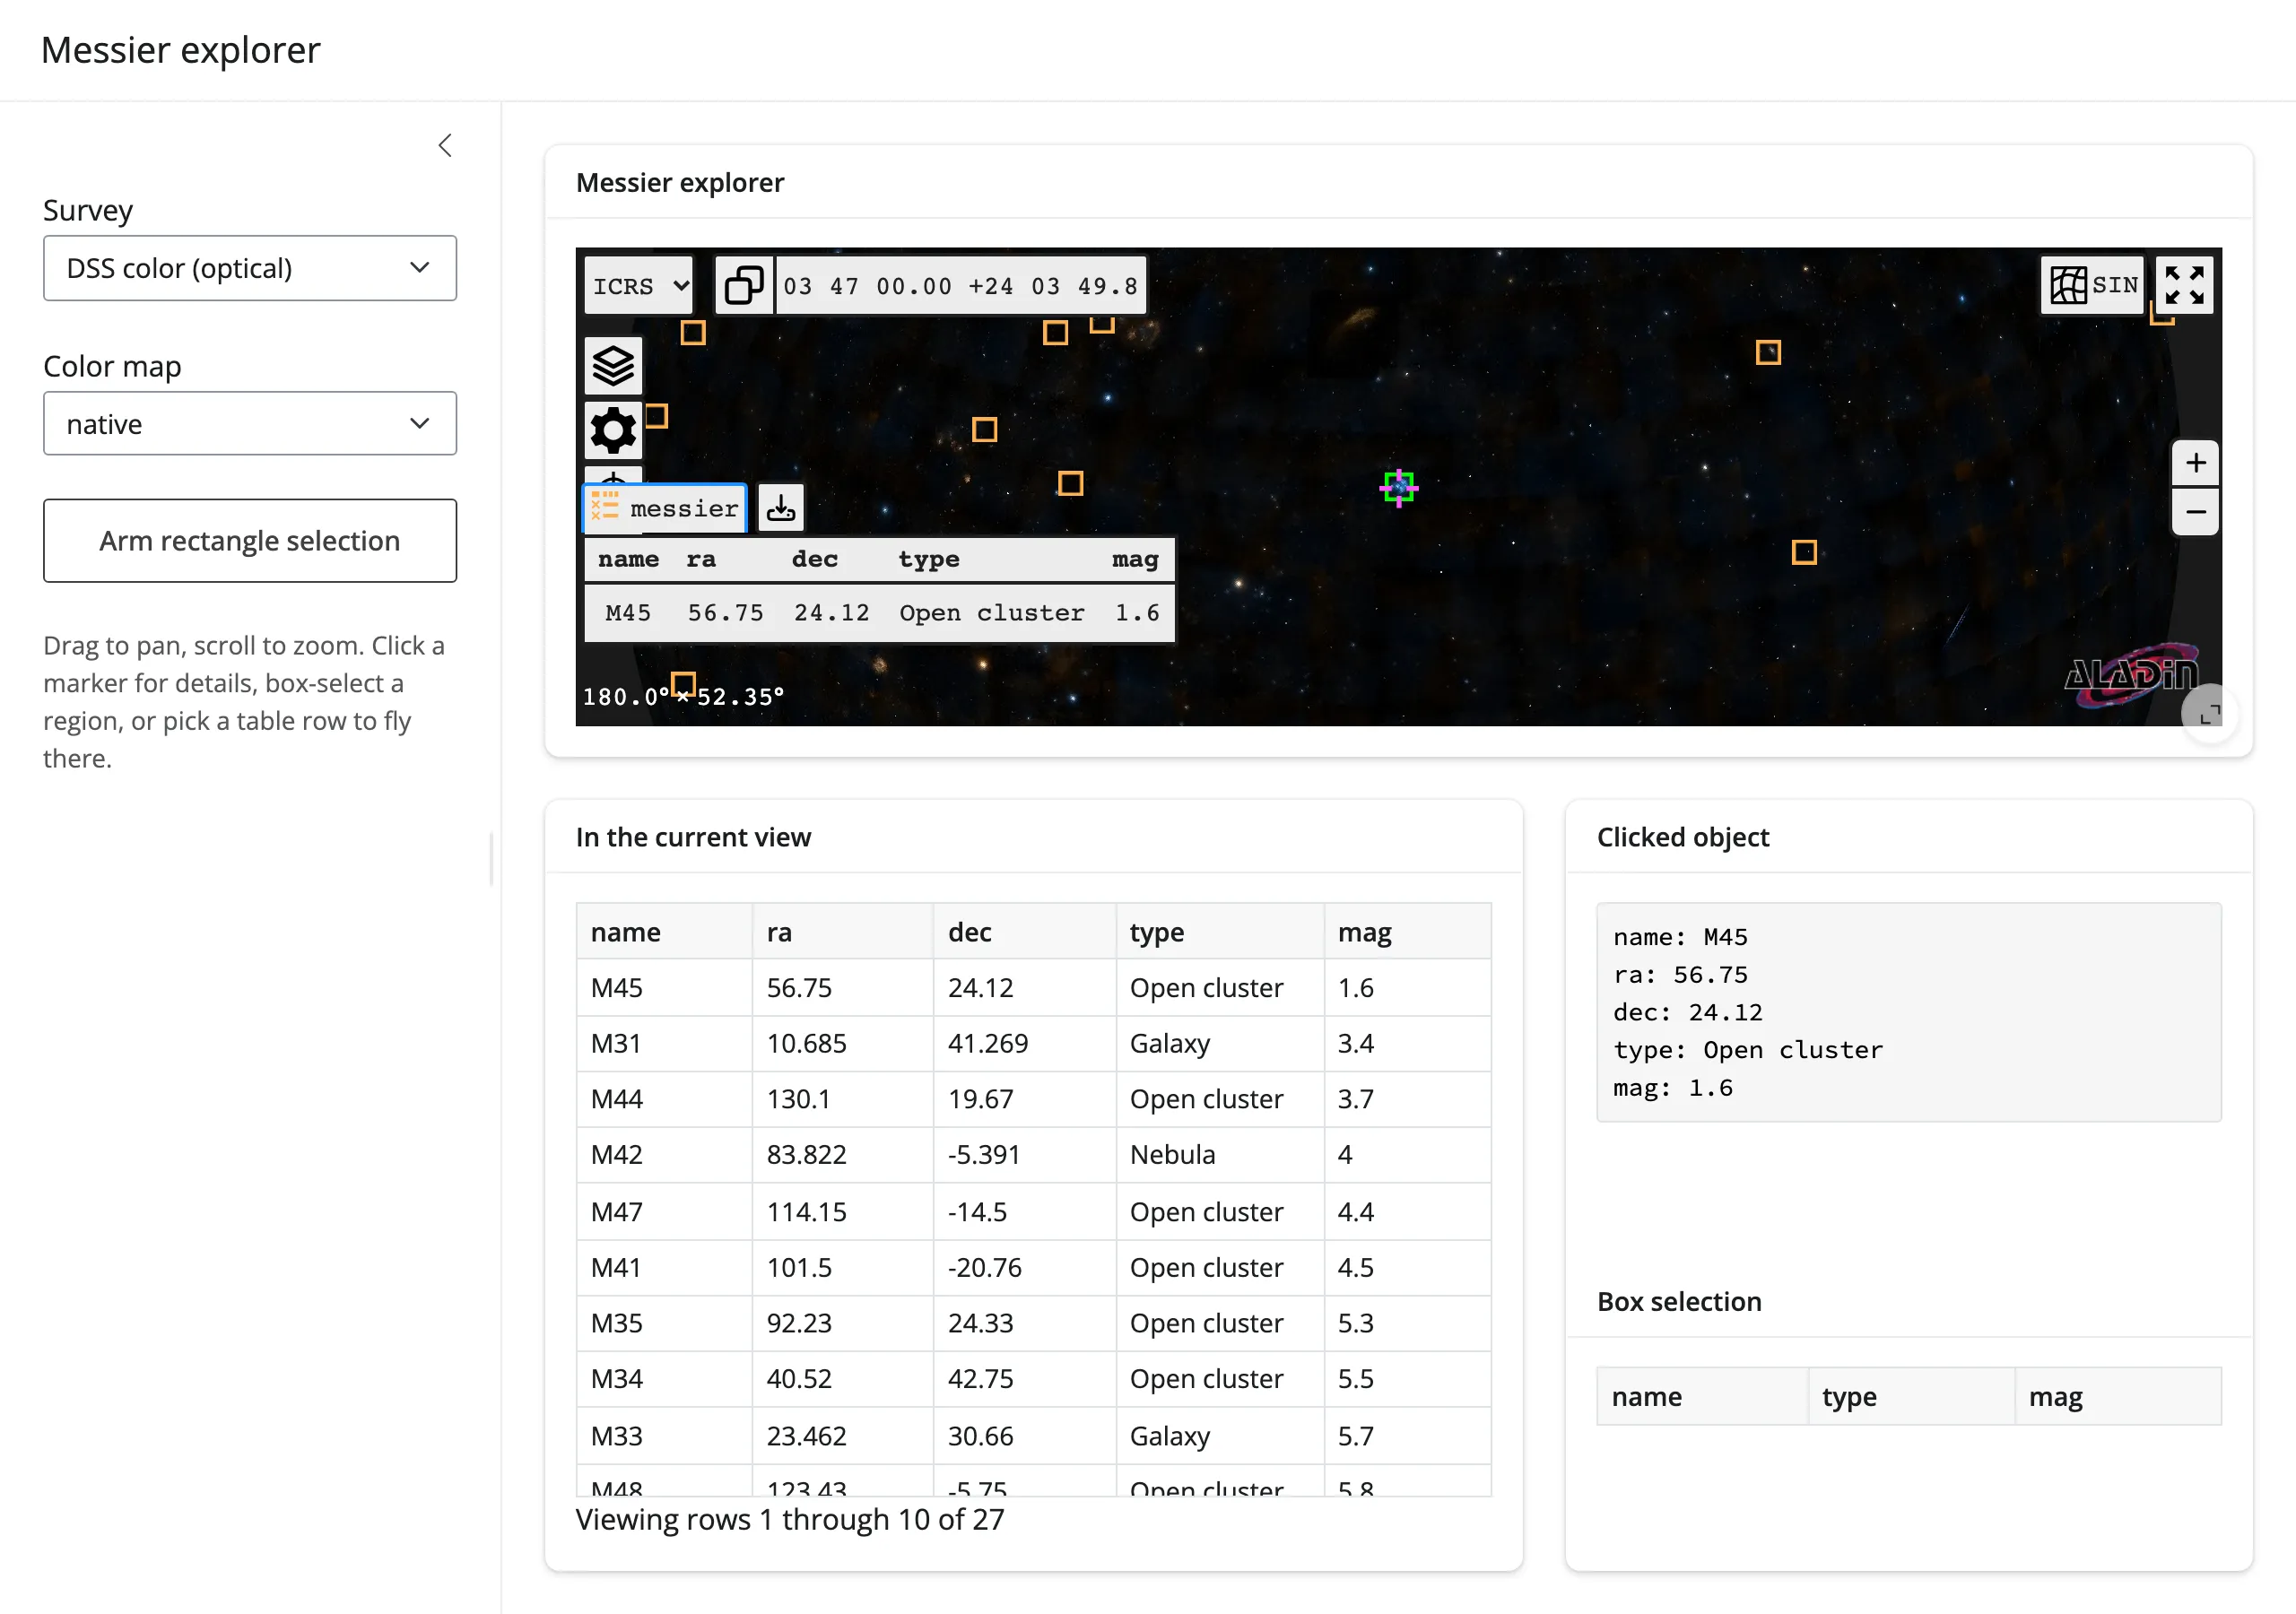 Messier explorer
Survey
DSS color (optical)
Color map
native
Arm rectangle selection
Drag to pan, scroll to zoom. Click a
marker for details, box-select a
region, or pick a table row to fly
there.
Messier explorer
ICRS 03 47 00.00 +24 03 49.8 SIN
messier
name ra dec type mag
M45 56.75 24.12 Open cluster 1.6
180.0° × 52.35°
ALADiN
In the current view
name ra dec type mag
M45 56.75 24.12 Open cluster 1.6
M31 10.685 41.269 Galaxy 3.4
M44 130.1 19.67 Open cluster 3.7
M42 83.822 -5.391 Nebula 4
M47 114.15 -14.5 Open cluster 4.4
M41 101.5 -20.76 Open cluster 4.5
M35 92.23 24.33 Open cluster 5.3
M34 40.52 42.75 Open cluster 5.5
M33 23.462 30.66 Galaxy 5.7
M48 123.43 -5.75 Open cluster 5.8
Viewing rows 1 through 10 of 27
Clicked object
name: M45
ra: 56.75
dec: 24.12
type: Open cluster
mag: 1.6
Box selection
name type mag